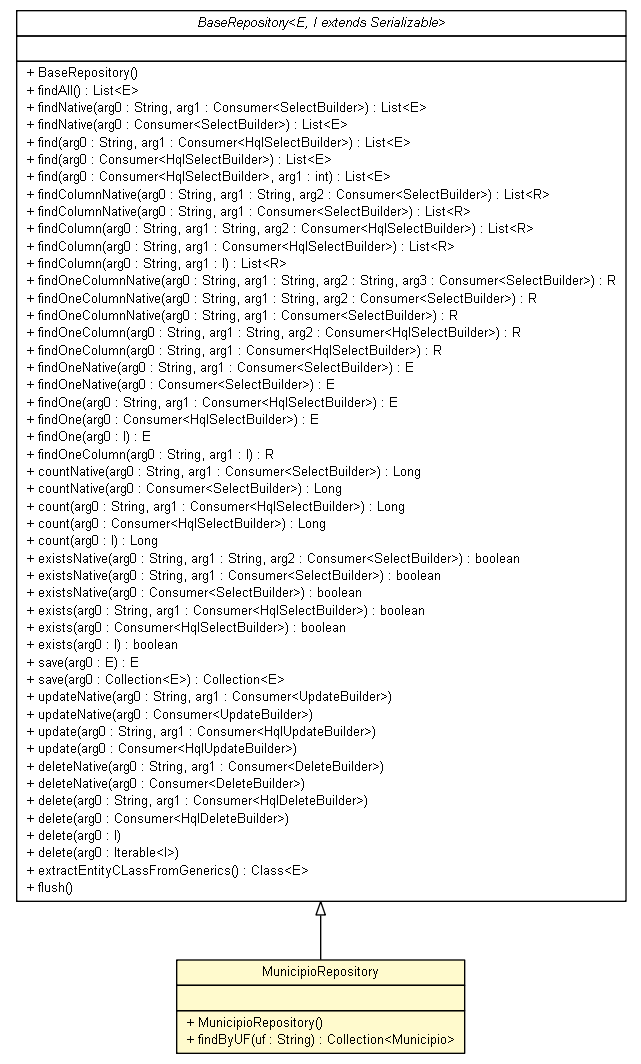 BaseRepository<E, I extends Serializable>
+ BaseRepository()
+ findAll() : List<E>
+ findNative(arg0 : String, arg1 : Consumer<SelectBuilder>) : List<E>
+ findNative(arg0 : Consumer<SelectBuilder>) : List<E>
+ find(arg0 : String, arg1 : Consumer<HqlSelectBuilder>) : List<E>
+ find(arg0 : Consumer<HqlSelectBuilder>) : List<E>
+ find(arg0 : Consumer<HqlSelectBuilder>, arg1 : int) : List<E>
+ findColumnNative(arg0 : String, arg1 : String, arg2 : Consumer<SelectBuilder>) : List<R>
+ findColumnNative(arg0 : String, arg1 : Consumer<SelectBuilder>) : List<R>
+ findColumn(arg0 : String, arg1 : String, arg2 : Consumer<HqlSelectBuilder>) : List<R>
+ findColumn(arg0 : String, arg1 : Consumer<HqlSelectBuilder>) : List<R>
+ findColumn(arg0 : String, arg1 : I) : List<R>
+ findOneColumnNative(arg0 : String, arg1 : String, arg2 : String, arg3 : Consumer<SelectBuilder>) : R
+ findOneColumnNative(arg0 : String, arg1 : String, arg2 : Consumer<SelectBuilder>) : R
+ findOneColumnNative(arg0 : String, arg1 : Consumer<SelectBuilder>) : R
+ findOneColumn(arg0 : String, arg1 : String, arg2 : Consumer<HqlSelectBuilder>) : R
+ findOneColumn(arg0 : String, arg1 : Consumer<HqlSelectBuilder>) : R
+ findOneNative(arg0 : String, arg1 : Consumer<SelectBuilder>) : E
+ findOneNative(arg0 : Consumer<SelectBuilder>) : E
+ findOne(arg0 : String, arg1 : Consumer<HqlSelectBuilder>) : E
+ findOne(arg0 : Consumer<HqlSelectBuilder>) : E
+ findOne(arg0 : I) : E
+ findOneColumn(arg0 : String, arg1 : I) : R
+ countNative(arg0 : String, arg1 : Consumer<SelectBuilder>) : Long
+ countNative(arg0 : Consumer<SelectBuilder>) : Long
+ count(arg0 : String, arg1 : Consumer<HqlSelectBuilder>) : Long
+ count(arg0 : Consumer<HqlSelectBuilder>) : Long
+ count(arg0 : I) : Long
+ existsNative(arg0 : String, arg1 : String, arg2 : Consumer<SelectBuilder>) : boolean
+ existsNative(arg0 : String, arg1 : Consumer<SelectBuilder>) : boolean
+ existsNative(arg0 : Consumer<SelectBuilder>) : boolean
+ exists(arg0 : String, arg1 : Consumer<HqlSelectBuilder>) : boolean
+ exists(arg0 : Consumer<HqlSelectBuilder>) : boolean
+ exists(arg0 : I) : boolean
+ save(arg0 : E) : E
+ save(arg0 : Collection<E>) : Collection<E>
+ updateNative(arg0 : String, arg1 : Consumer<UpdateBuilder>)
+ updateNative(arg0 : Consumer<UpdateBuilder>)
+ update(arg0 : String, arg1 : Consumer<HqlUpdateBuilder>)
+ update(arg0 : Consumer<HqlUpdateBuilder>)
+ deleteNative(arg0 : String, arg1 : Consumer<DeleteBuilder>)
+ deleteNative(arg0 : Consumer<DeleteBuilder>)
+ delete(arg0 : String, arg1 : Consumer<HqlDeleteBuilder>)
+ delete(arg0 : Consumer<HqlDeleteBuilder>)
+ delete(arg0 : I)
+ delete(arg0 : Iterable<I>)
+ extractEntityCLassFromGenerics() : Class<E>
+ flush()
MunicipioRepository
+ MunicipioRepository()
+ findByUF(uf : String) : Collection<Municipio>